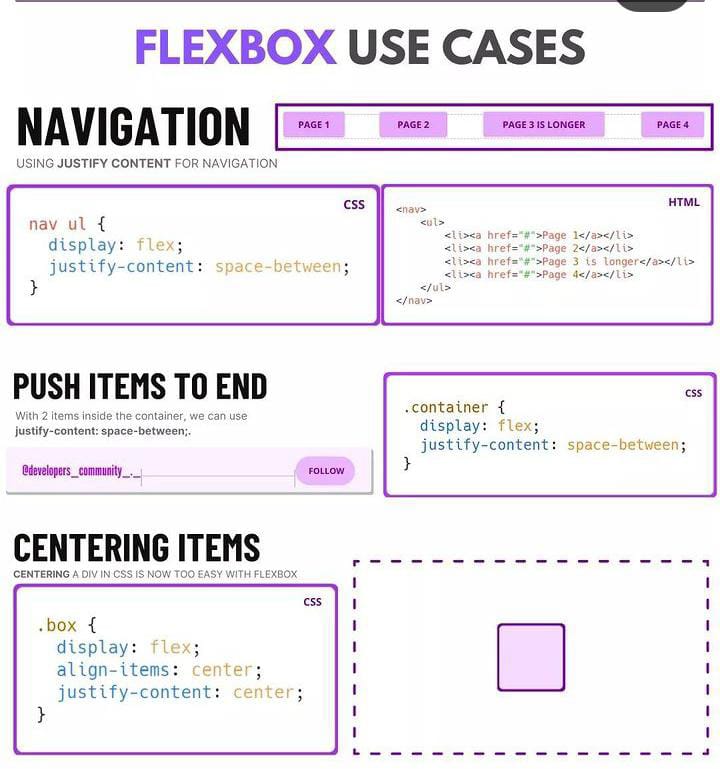 FLEXBOX USE CASES
NAVIGATION
USING JUSTIFY CONTENT FOR NAVIGATION
PAGE 1
PAGE 2
PAGE 3 IS LONGER
PAGE 4
CSS
nav ul {
  display: flex;
  justify-content: space-between;
}
HTML
<nav>
    <ul>
        <li><a href="#">Page 1</a></li>
        <li><a href="#">Page 2</a></li>
        <li><a href="#">Page 3 is longer</a></li>
        <li><a href="#">Page 4</a></li>
    </ul>
</nav>
PUSH ITEMS TO END
With 2 items inside the container, we can use
justify-content: space-between;.
@developers_community_._
FOLLOW
CSS
.container {
  display: flex;
  justify-content: space-between;
}
CENTERING ITEMS
CENTERING A DIV IN CSS IS NOW TOO EASY WITH FLEXBOX
CSS
.box {
  display: flex;
  align-items: center;
  justify-content: center;
}